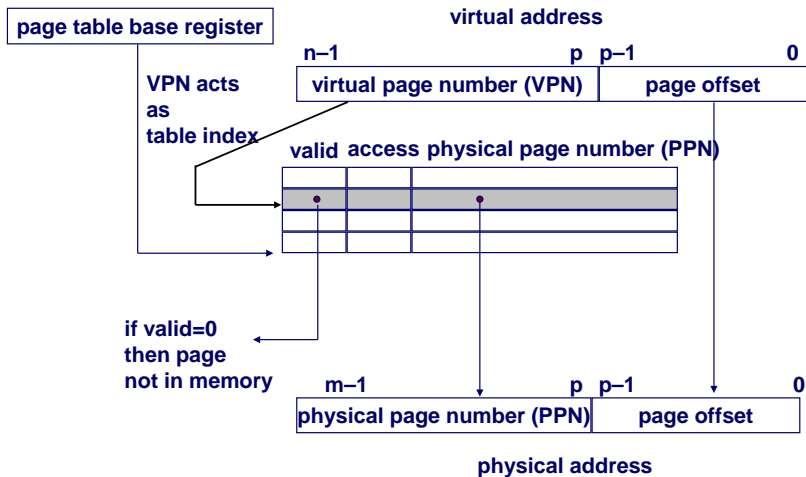 page table base register
virtual address
n–1 p p–1 0
VPN acts
as
table index
virtual page number (VPN) page offset
valid access physical page number (PPN)
if valid=0
then page
not in memory
m–1 p p–1 0
physical page number (PPN) page offset
physical address